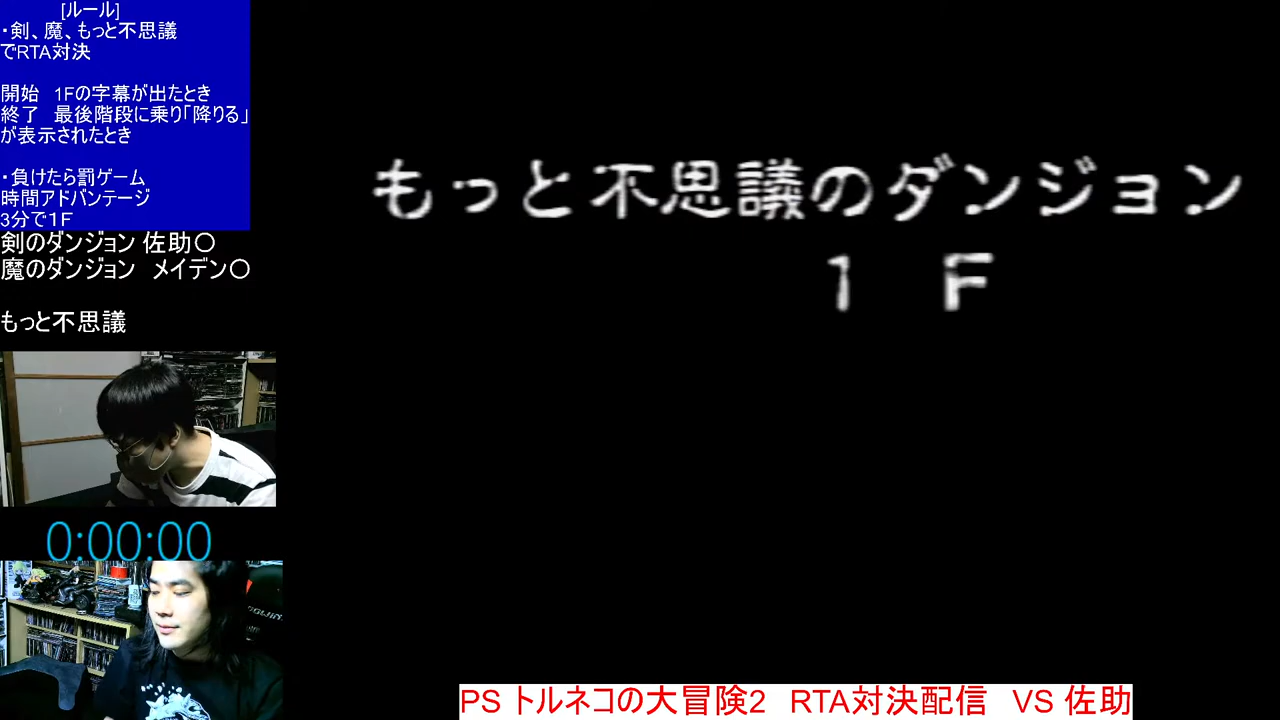 [ルール]
・剣、魔、もっと不思議
でRTA対決
開始　1Fの字幕が出たとき
終了　最後階段に乗り「降りる」
が表示されたとき
・負けたら罰ゲーム
時間アドバンテージ
3分で1F
剣のダンジョン 佐助〇
魔のダンジョン　メイデン〇
もっと不思議
もっと不思議のダンジョン
1 F
0:00:00
PS トルネコの大冒険2　RTA対決配信　VS 佐助